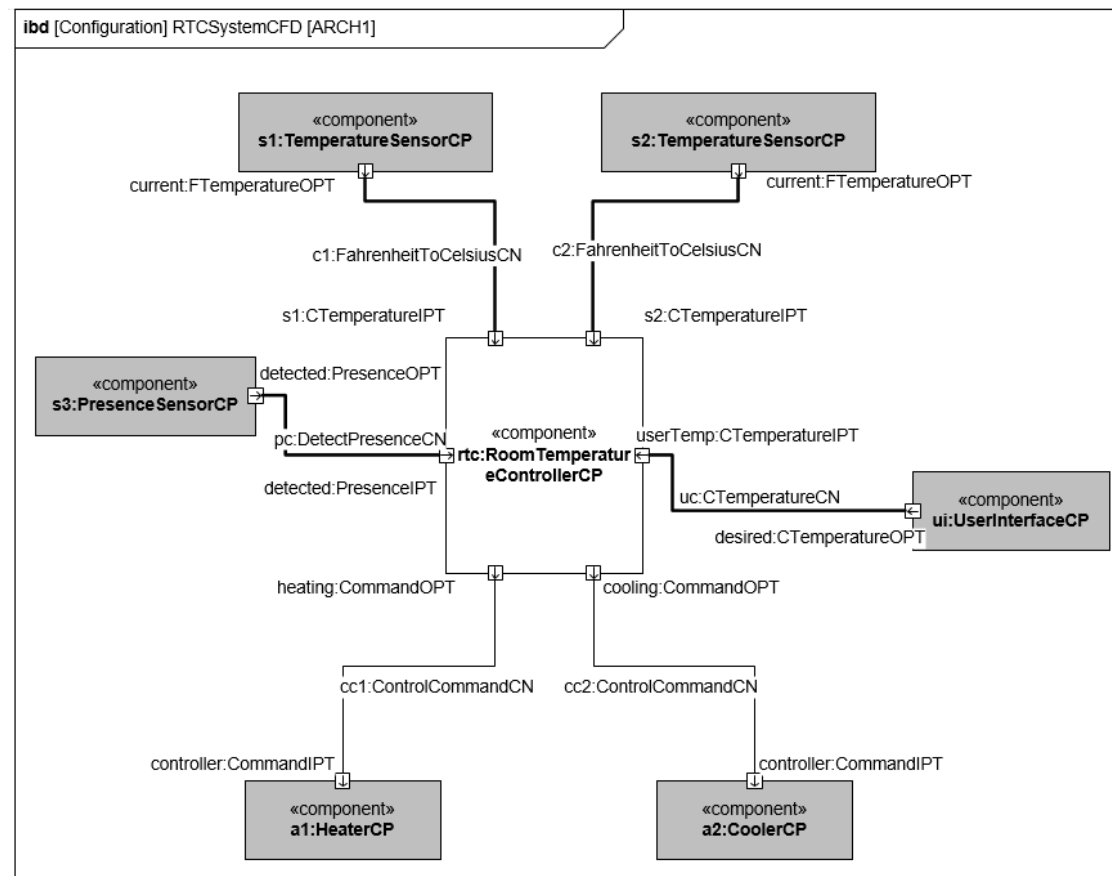 ibd [Configuration] RTCSystemCFD [ARCH1]
«component»
s1:TemperatureSensorCP
«component»
s2:TemperatureSensorCP
current:FTemperatureOPT
current:FTemperatureOPT
c1:FahrenheitToCelsiusCN
c2:FahrenheitToCelsiusCN
s1:CTemperatureIPT
s2:CTemperatureIPT
«component»
s3:PresenceSensorCP
detected:PresenceOPT
pc:DetectPresenceCN
detected:PresenceIPT
«component»
rtc:RoomTemperatur
eControllerCP
userTemp:CTemperatureIPT
uc:CTemperatureCN
desired:CTemperatureOPT
«component»
ui:UserInterfaceCP
heating:CommandOPT
cooling:CommandOPT
cc1:ControlCommandCN
cc2:ControlCommandCN
controller:CommandIPT
controller:CommandIPT
«component»
a1:HeaterCP
«component»
a2:CoolerCP